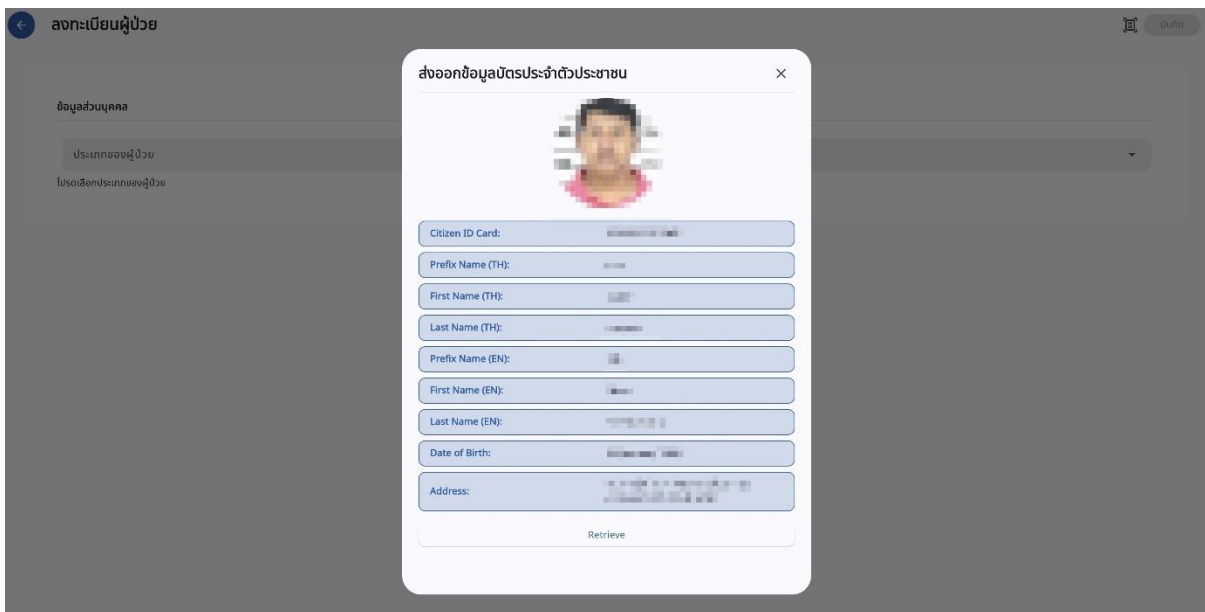 ลงทะเบียนผู้ป่วย
บันทึก
ส่งออกข้อมูลบัตรประจำตัวประชาชน
ข้อมูลส่วนบุคคล
ประเภทของผู้ป่วย
โปรดเลือกประเภทของผู้ป่วย
Citizen ID Card:
Prefix Name (TH):
First Name (TH):
Last Name (TH):
Prefix Name (EN):
First Name (EN):
Last Name (EN):
Date of Birth:
Address:
Retrieve